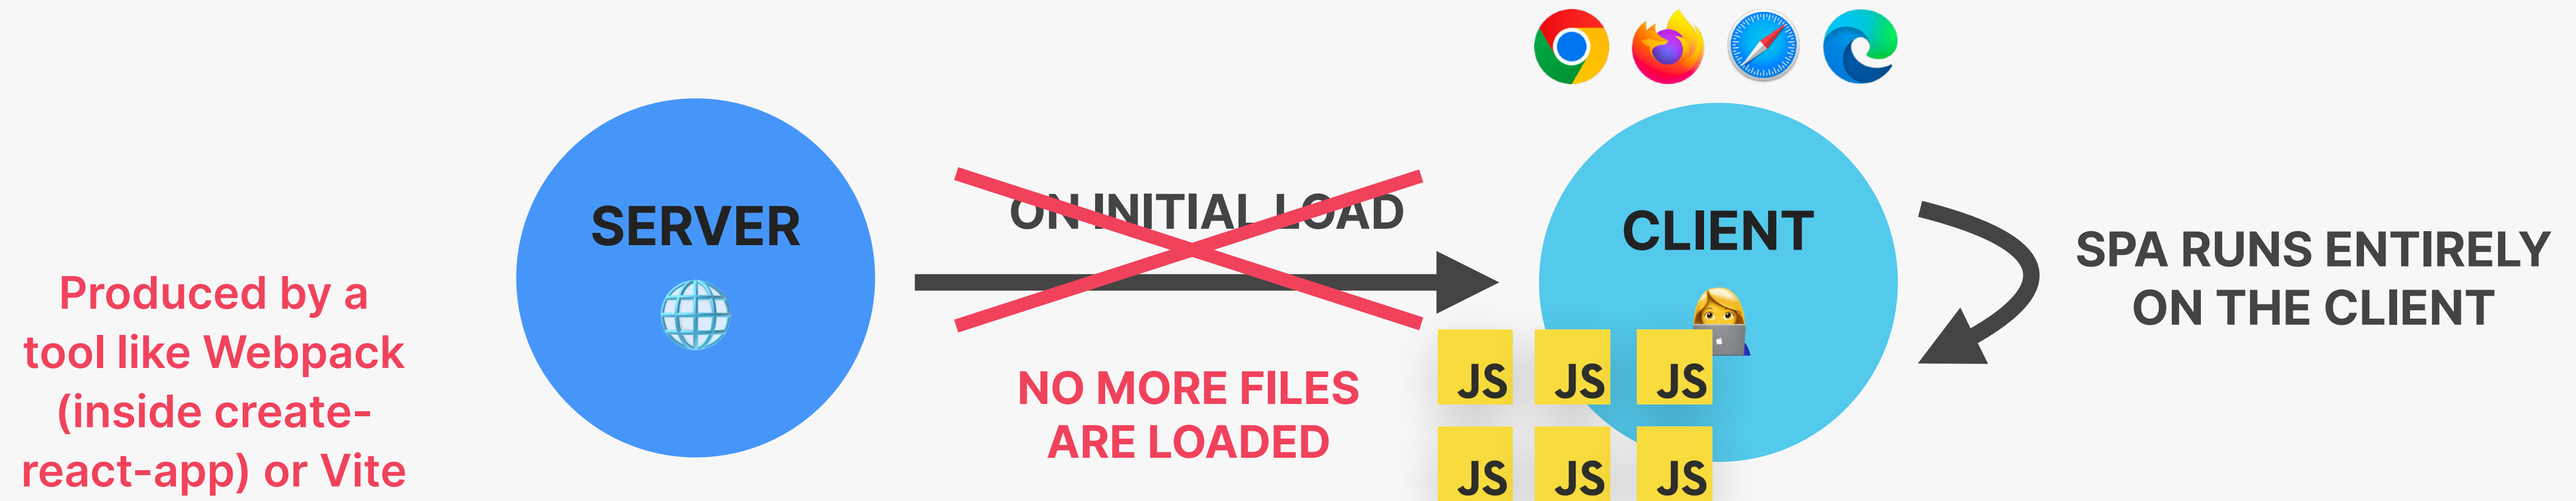 Produced by a
tool like Webpack
(inside create-
react-app) or Vite
SERVER
ON INITIAL LOAD
NO MORE FILES
ARE LOADED
CLIENT
JS JS JS
JS JS JS
SPA RUNS ENTIRELY
ON THE CLIENT